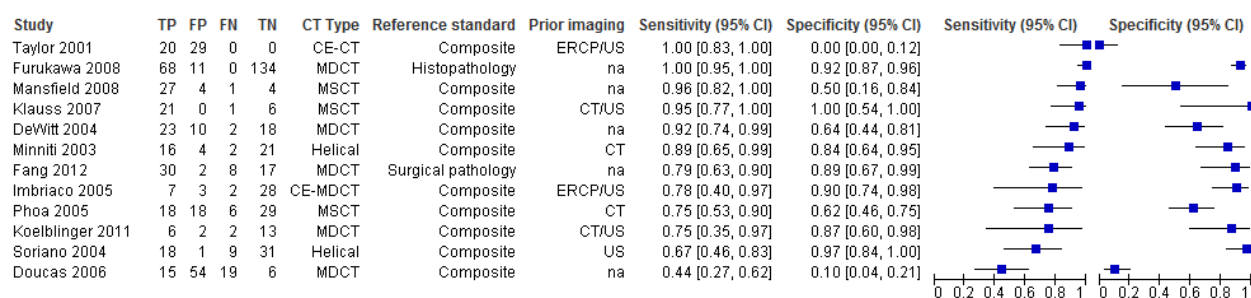 Study TP FP FN TN CT Type Reference standard Prior imaging Sensitivity (95% CI) Specificity (95% CI) Sensitivity (95% CI) Specificity (95% CI)
Taylor 2001 20 29 0 0 CE-CT Composite ERCP/US 1.00 [0.83, 1.00] 0.00 [0.00, 0.12]
Furukawa 2008 68 11 0 134 MDCT Histopathology na 1.00 [0.95, 1.00] 0.92 [0.87, 0.96]
Mansfield 2008 27 4 1 4 MSCT Composite na 0.96 [0.82, 1.00] 0.50 [0.16, 0.84]
Klauss 2007 21 0 1 6 MSCT Composite CT/US 0.95 [0.77, 1.00] 1.00 [0.54, 1.00]
DeWitt 2004 23 10 2 18 MDCT Composite na 0.92 [0.74, 0.99] 0.64 [0.44, 0.81]
Minniti 2003 16 4 2 21 Helical Composite CT 0.89 [0.65, 0.99] 0.84 [0.64, 0.95]
Fang 2012 30 2 8 17 MDCT Surgical pathology na 0.79 [0.63, 0.90] 0.89 [0.67, 0.99]
Imbriaco 2005 7 3 2 28 CE-MDCT Composite ERCP/US 0.78 [0.40, 0.97] 0.90 [0.74, 0.98]
Phoa 2005 18 18 6 29 MSCT Composite CT 0.75 [0.53, 0.90] 0.62 [0.46, 0.75]
Koelblinger 2011 6 2 2 13 MDCT Composite CT/US 0.75 [0.35, 0.97] 0.87 [0.60, 0.98]
Soriano 2004 18 1 9 31 Helical Composite US 0.67 [0.46, 0.83] 0.97 [0.84, 1.00]
Doucas 2006 15 54 19 6 MDCT Composite na 0.44 [0.27, 0.62] 0.10 [0.04, 0.21]
0 0.2 0.4 0.6 0.8 1 0 0.2 0.4 0.6 0.8 1